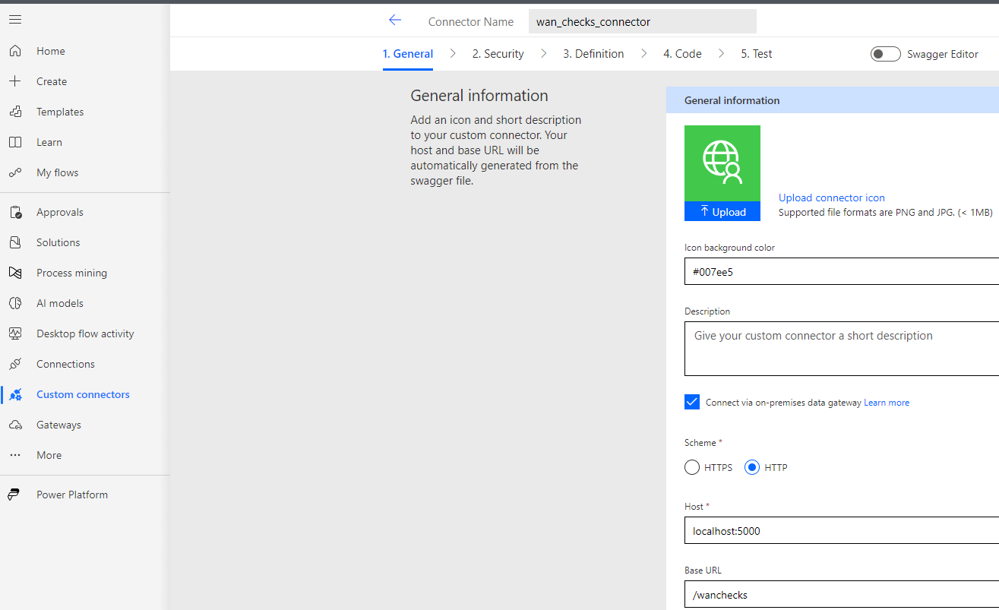 Connector Name
wan_checks_connector
1. General
2. Security
3. Definition
4. Code
5. Test
Swagger Editor
Home
Create
Templates
Learn
My flows
Approvals
Solutions
Process mining
AI models
Desktop flow activity
Connections
Custom connectors
Gateways
More
Power Platform
General information
Add an icon and short description
to your custom connector. Your
host and base URL will be
automatically generated from the
swagger file.
General information
Upload
Upload connector icon
Supported file formats are PNG and JPG. (< 1MB)
Icon background color
#007ee5
Description
Give your custom connector a short description
Connect via on-premises data gateway Learn more
Scheme *
HTTPS
HTTP
Host *
localhost:5000
Base URL
/wanchecks